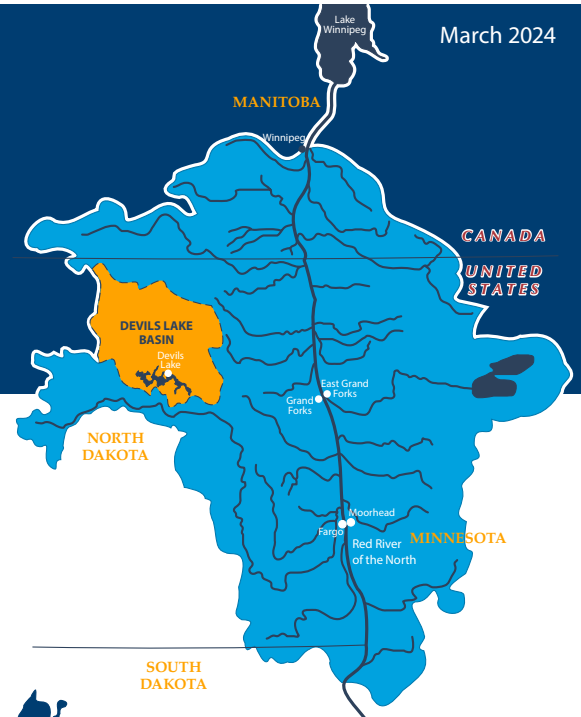 Lake
Winnipeg
March 2024
MANITOBA
Winnipeg
CANADA
UNITED
STATES
DEVILS LAKE
BASIN
Devils
Lake
East Grand
Forks
Grand
Forks
NORTH
DAKOTA
Moorhead
Fargo
MINNESOTA
Red River
of the North
SOUTH
DAKOTA